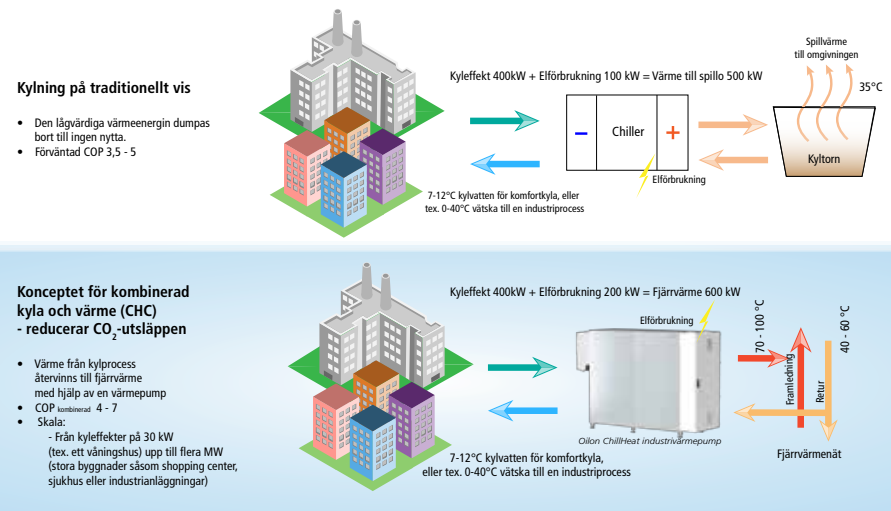 Kylning på traditionellt vis
• Den lågvärdiga värmeenergin dumpas
bort till ingen nytta.
• Förväntad COP 3,5 - 5
Kyleffekt 400kW + Elförbrukning 100 kW = Värme till spillo 500 kW
–
Chiller
+
Elförbrukning
7-12°C kylvatten för komfortkyla, eller
tex. 0-40°C vätska till en industriprocess
Spillvärme
till omgivningen
35°C
Kyltorn
Konceptet för kombinerad
kyla och värme (CHC)
- reducerar CO2-utsläppen
• Värme från kylprocess
återvinns till fjärrvärme
med hjälp av en värmepump
• COP kombinerad 4 - 7
• Skala:
- Från kyleffekter på 30 kW
(tex. ett våningshus) upp till flera MW
(stora byggnader såsom shopping center,
sjukhus eller industrianläggningar)
Kyleffekt 400kW + Elförbrukning 200 kW = Fjärrvärme 600 kW
Elförbrukning
Oilon ChillHeat industrivärmepump
7-12°C kylvatten för komfortkyla,
eller tex. 0-40°C vätska till en industriprocess
70 - 100 °C
Framledning
Retur
40 - 60 °C
Fjärrvärmenät